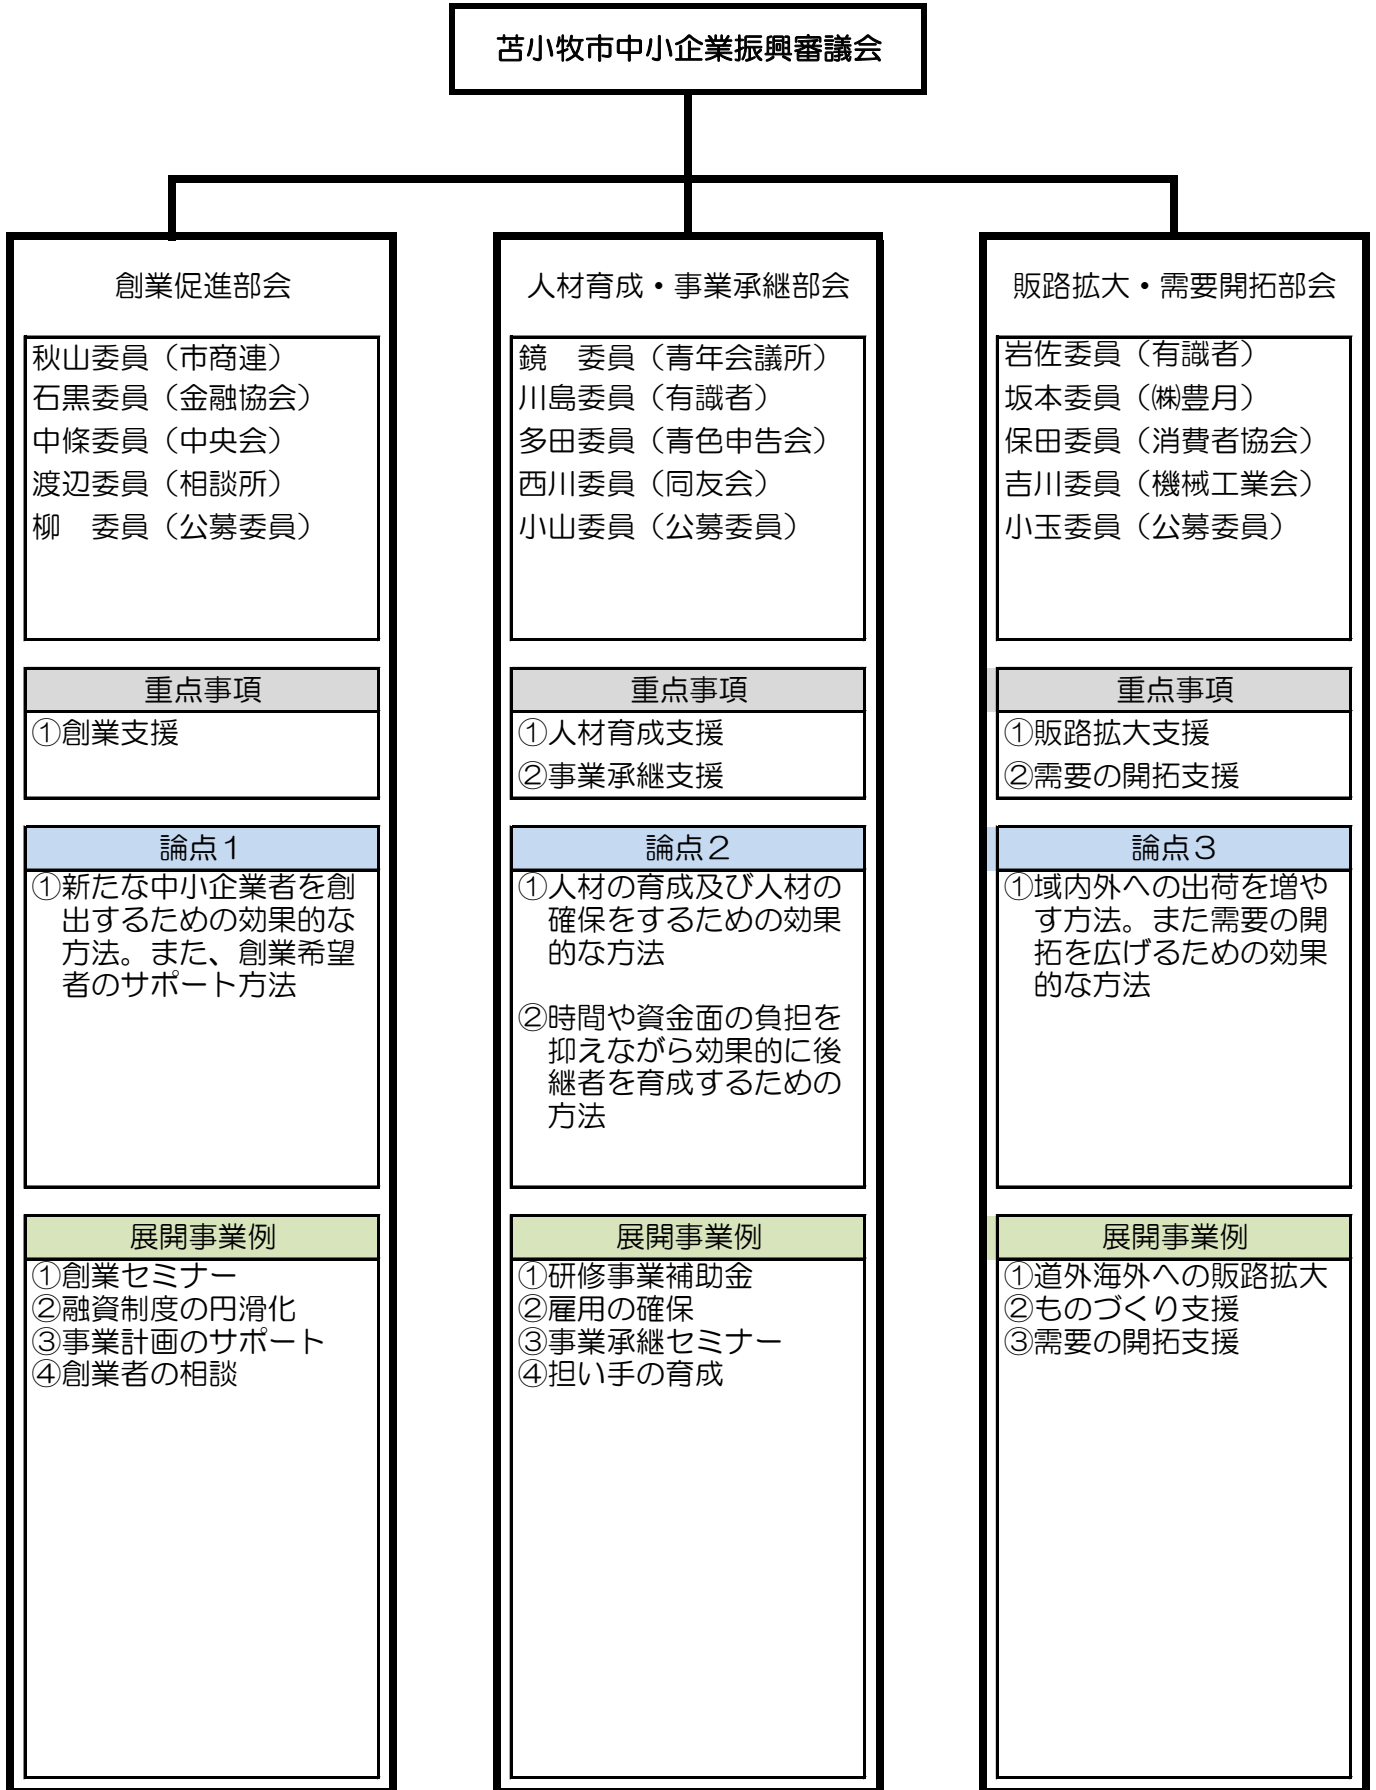 苫小牧市中小企業振興審議会
創業促進部会
秋山委員（市商連）
石黒委員（金融協会）
中條委員（中央会）
渡辺委員（相談所）
柳　委員（公募委員）
重点事項
①創業支援
論点１
①新たな中小企業者を創
出するための効果的な
方法。また、創業希望
者のサポート方法
展開事業例
①創業セミナー
②融資制度の円滑化
③事業計画のサポート
④創業者の相談
人材育成・事業承継部会
鏡　委員（青年会議所）
川島委員（有識者）
多田委員（青色申告会）
西川委員（同友会）
小山委員（公募委員）
重点事項
①人材育成支援
②事業承継支援
論点２
①人材の育成及び人材の
確保をするための効果
的な方法
②時間や資金面の負担を
抑えながら効果的に後
継者を育成するための
方法
展開事業例
①研修事業補助金
②雇用の確保
③事業承継セミナー
④担い手の育成
販路拡大・需要開拓部会
岩佐委員（有識者）
坂本委員（㈱豊月）
保田委員（消費者協会）
吉川委員（機械工業会）
小玉委員（公募委員）
重点事項
①販路拡大支援
②需要の開拓支援
論点３
①域内外への出荷を増や
す方法。また需要の開
拓を広げるための効果
的な方法
展開事業例
①道外海外への販路拡大
②ものづくり支援
③需要の開拓支援